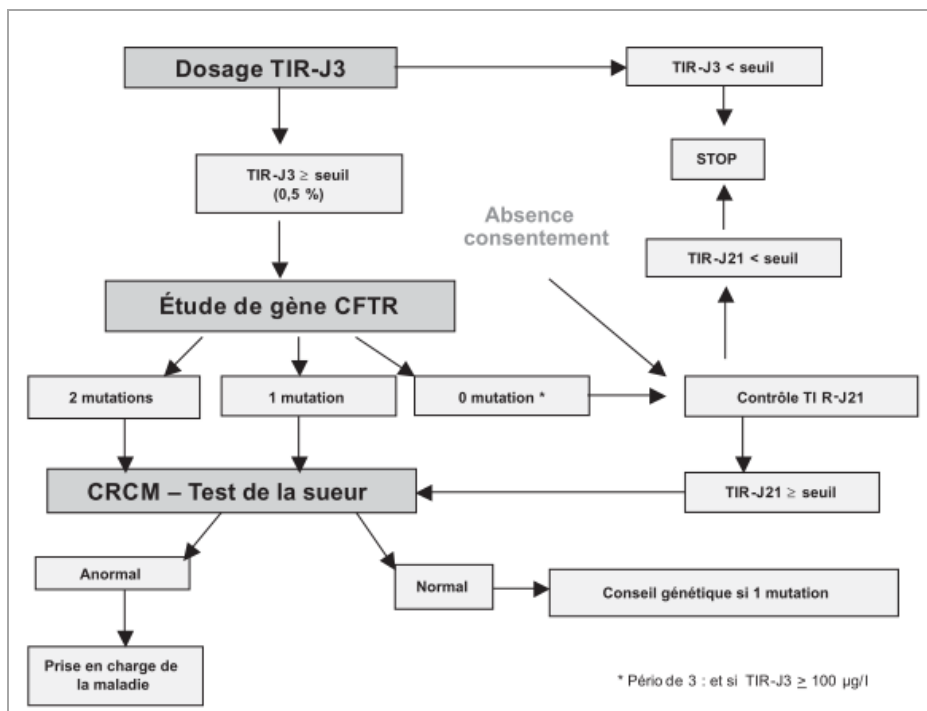 Dosage TIR-J3
TIR-J3 < seuil
TIR-J3 ≥ seuil
(0,5 %)
STOP
Absence
consentement
TIR-J21 < seuil
Étude de gène CFTR
2 mutations
1 mutation
0 mutation *
Contrôle TI R-J21
CRCM – Test de la sueur
TIR-J21 ≥ seuil
Anormal
Normal
Conseil génétique si 1 mutation
Prise en charge de
la maladie
* Pério de 3 : et si TIR-J3 ≥ 100 µg/l